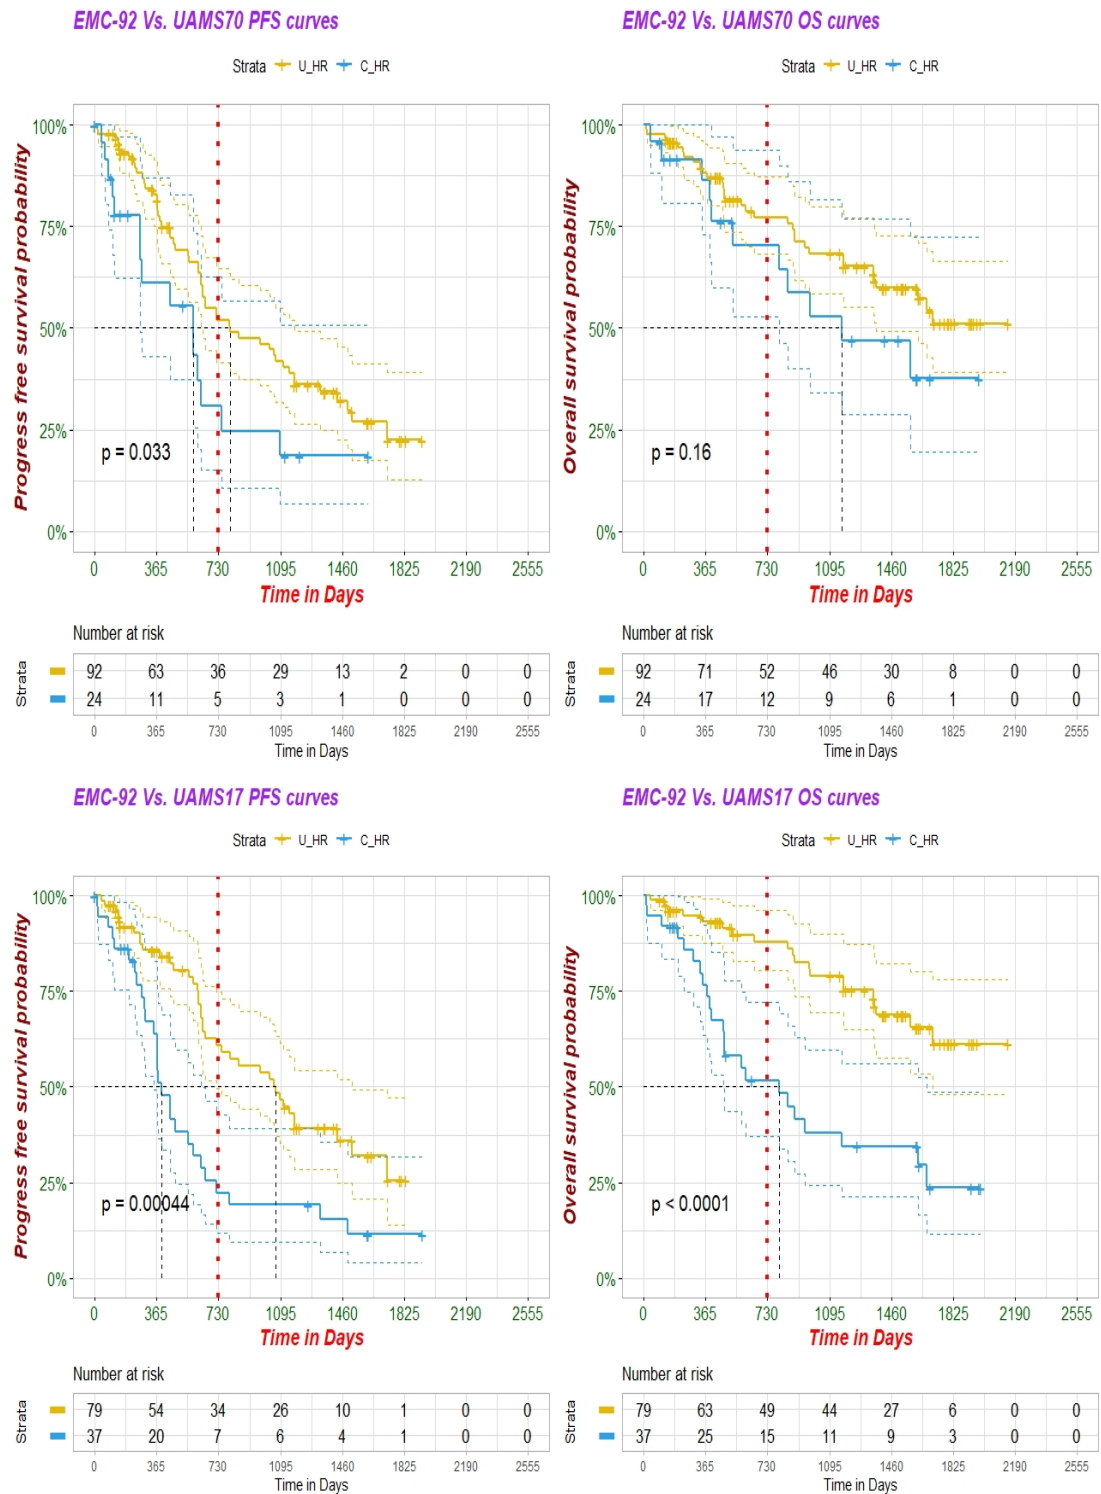 EMC-92 Vs. UAMS70 PFS curves
Strata U_HR C_HR
Progress free survival probability
100%
75%
50%
25%
0%
p = 0.033
0 365 730 1095 1460 1825 2190 2555
Time in Days
Number at risk
Strata
92 63 36 29 13 2 0 0
24 11 5 3 1 0 0 0
0 365 730 1095 1460 1825 2190 2555
Time in Days
EMC-92 Vs. UAMS70 OS curves
Strata U_HR C_HR
Overall survival probability
100%
75%
50%
25%
0%
p = 0.16
0 365 730 1095 1460 1825 2190 2555
Time in Days
Number at risk
Strata
92 71 52 46 30 8 0 0
24 17 12 9 6 1 0 0
0 365 730 1095 1460 1825 2190 2555
Time in Days
EMC-92 Vs. UAMS17 PFS curves
Strata U_HR C_HR
Progress free survival probability
100%
75%
50%
25%
0%
p = 0.00044
0 365 730 1095 1460 1825 2190 2555
Time in Days
Number at risk
Strata
79 54 34 26 10 1 0 0
37 20 7 6 4 1 0 0
0 365 730 1095 1460 1825 2190 2555
Time in Days
EMC-92 Vs. UAMS17 OS curves
Strata U_HR C_HR
Overall survival probability
100%
75%
50%
25%
0%
p < 0.0001
0 365 730 1095 1460 1825 2190 2555
Time in Days
Number at risk
Strata
79 63 49 44 27 6 0 0
37 25 15 11 9 3 0 0
0 365 730 1095 1460 1825 2190 2555
Time in Days